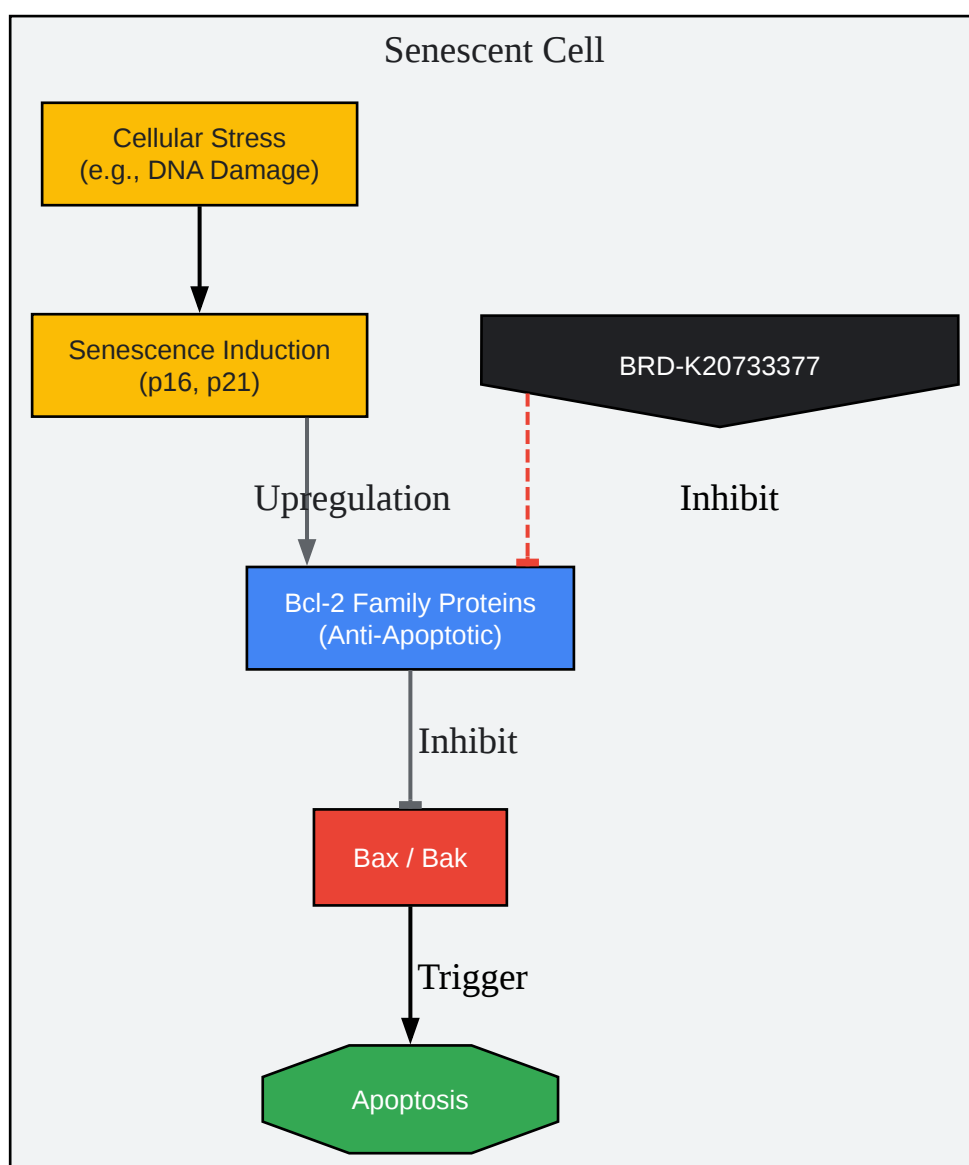 Senescent Cell
Cellular Stress
(e.g., DNA Damage)
Senescence Induction
(p16, p21)
BRD-K20733377
Upregulation
Inhibit
Bcl-2 Family Proteins
(Anti-Apoptotic)
Inhibit
Bax / Bak
Trigger
Apoptosis